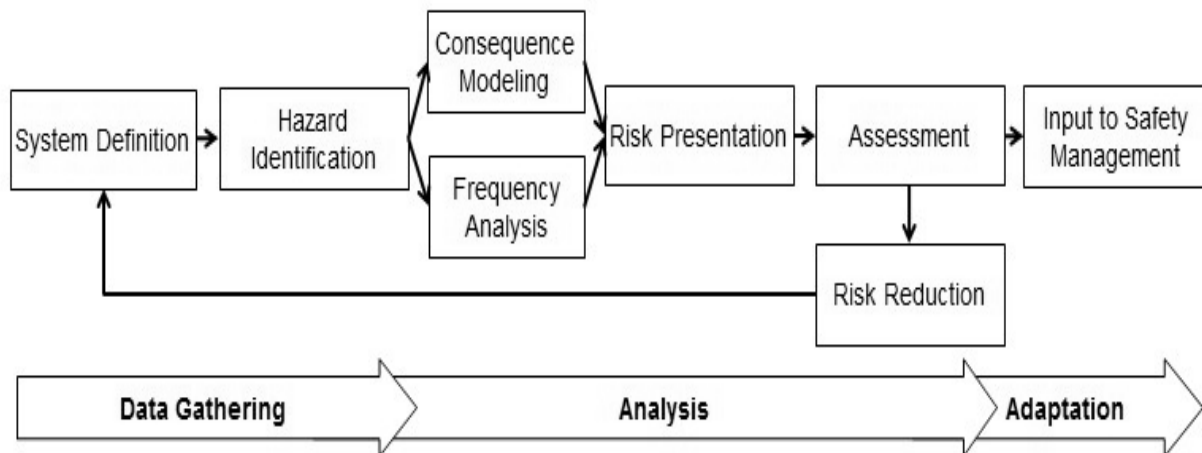 System Definition
Hazard
Identification
Consequence
Modeling
Frequency
Analysis
Risk Presentation
Assessment
Input to Safety
Management
Risk Reduction
Data Gathering
Analysis
Adaptation